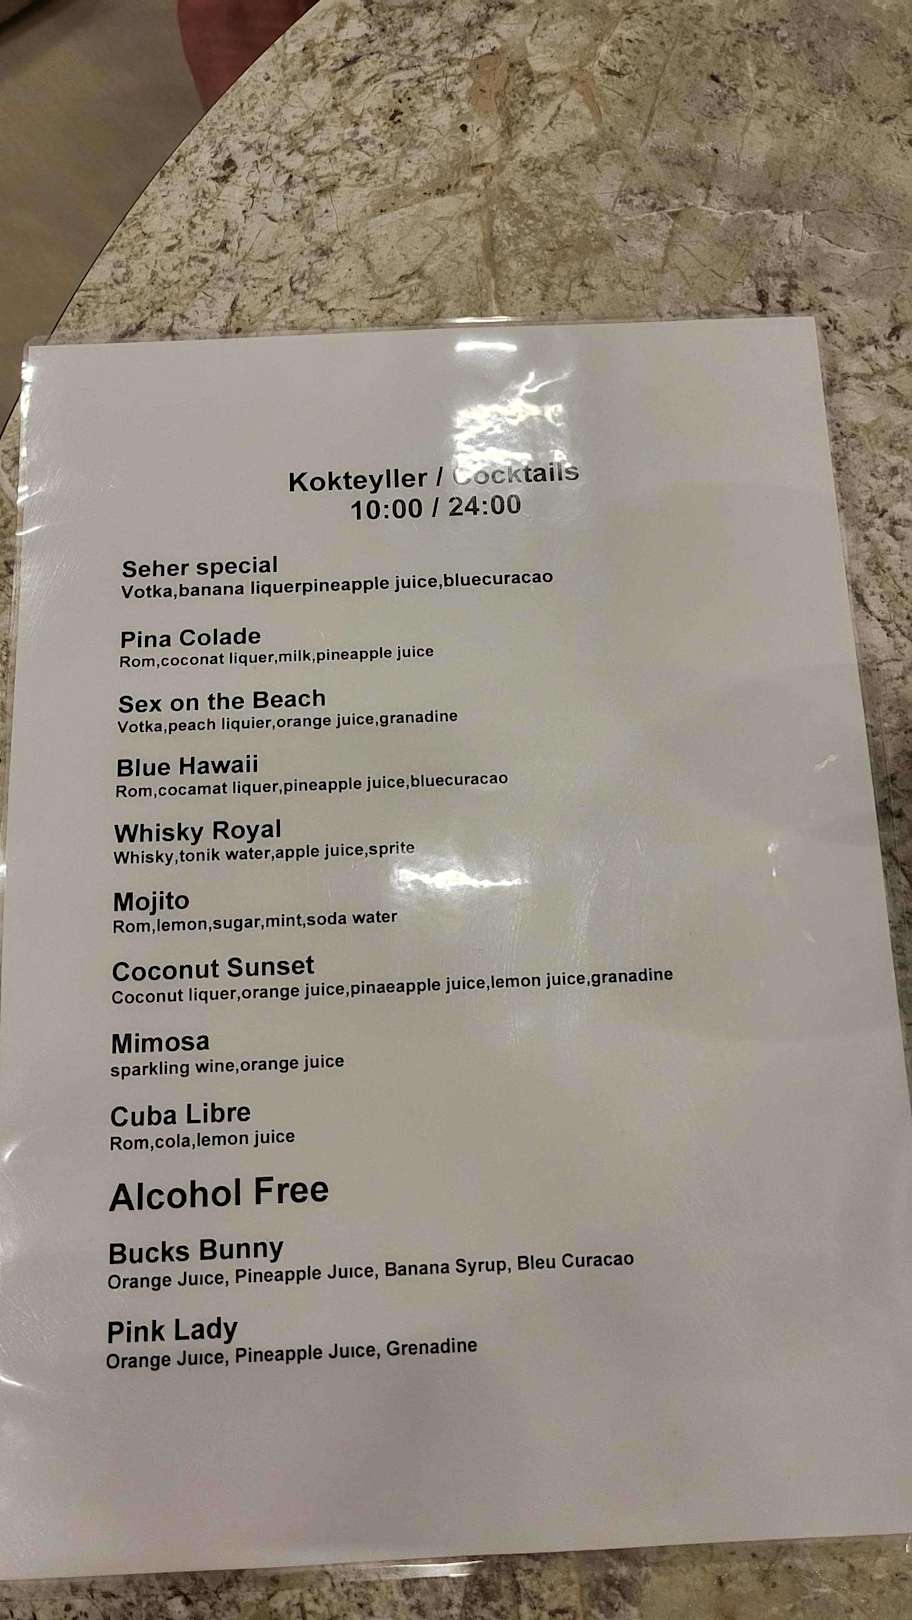 Kokteyller / Cocktails
10:00 / 24:00
Seher special
Votka,banana liquerpineapple juice,bluecuracao
Pina Colade
Rom,coconat liquer,milk,pineapple juice
Sex on the Beach
Votka,peach liquier,orange juice,granadine
Blue Hawaii
Rom,cocamat liquer,pineapple juice,bluecuracao
Whisky Royal
Whisky,tonik water,apple juice,sprite
Mojito
Rom,lemon,sugar,mint,soda water
Coconut Sunset
Coconut liquer,orange juice,pinaeapple juice,lemon juice,granadine
Mimosa
sparkling wine,orange juice
Cuba Libre
Rom,cola,lemon juice
Alcohol Free
Bucks Bunny
Orange Juıce, Pineapple Juıce, Banana Syrup, Bleu Curacao
Pink Lady
Orange Juıce, Pineapple Juıce, Grenadine